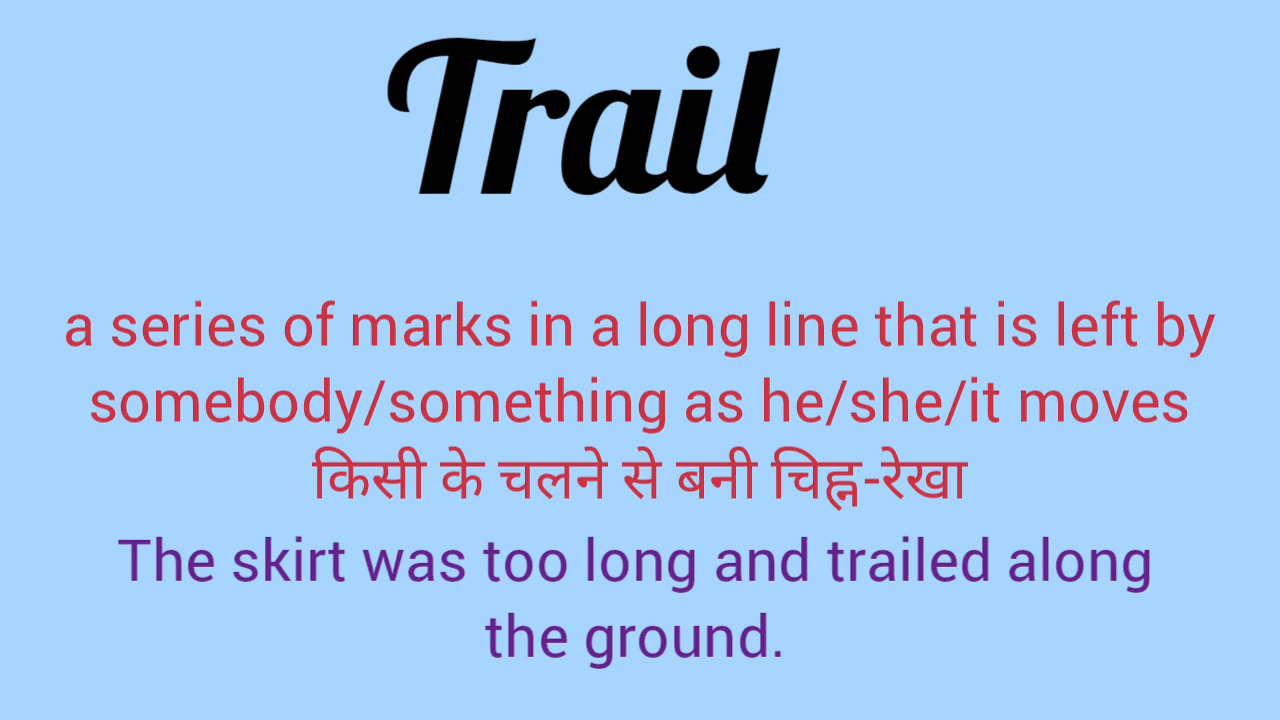 Trail
a series of marks in a long line that is left by
somebody/something as he/she/it moves
किसी के चलने से बनी चिह्न-रेखा
The skirt was too long and trailed along
the ground.